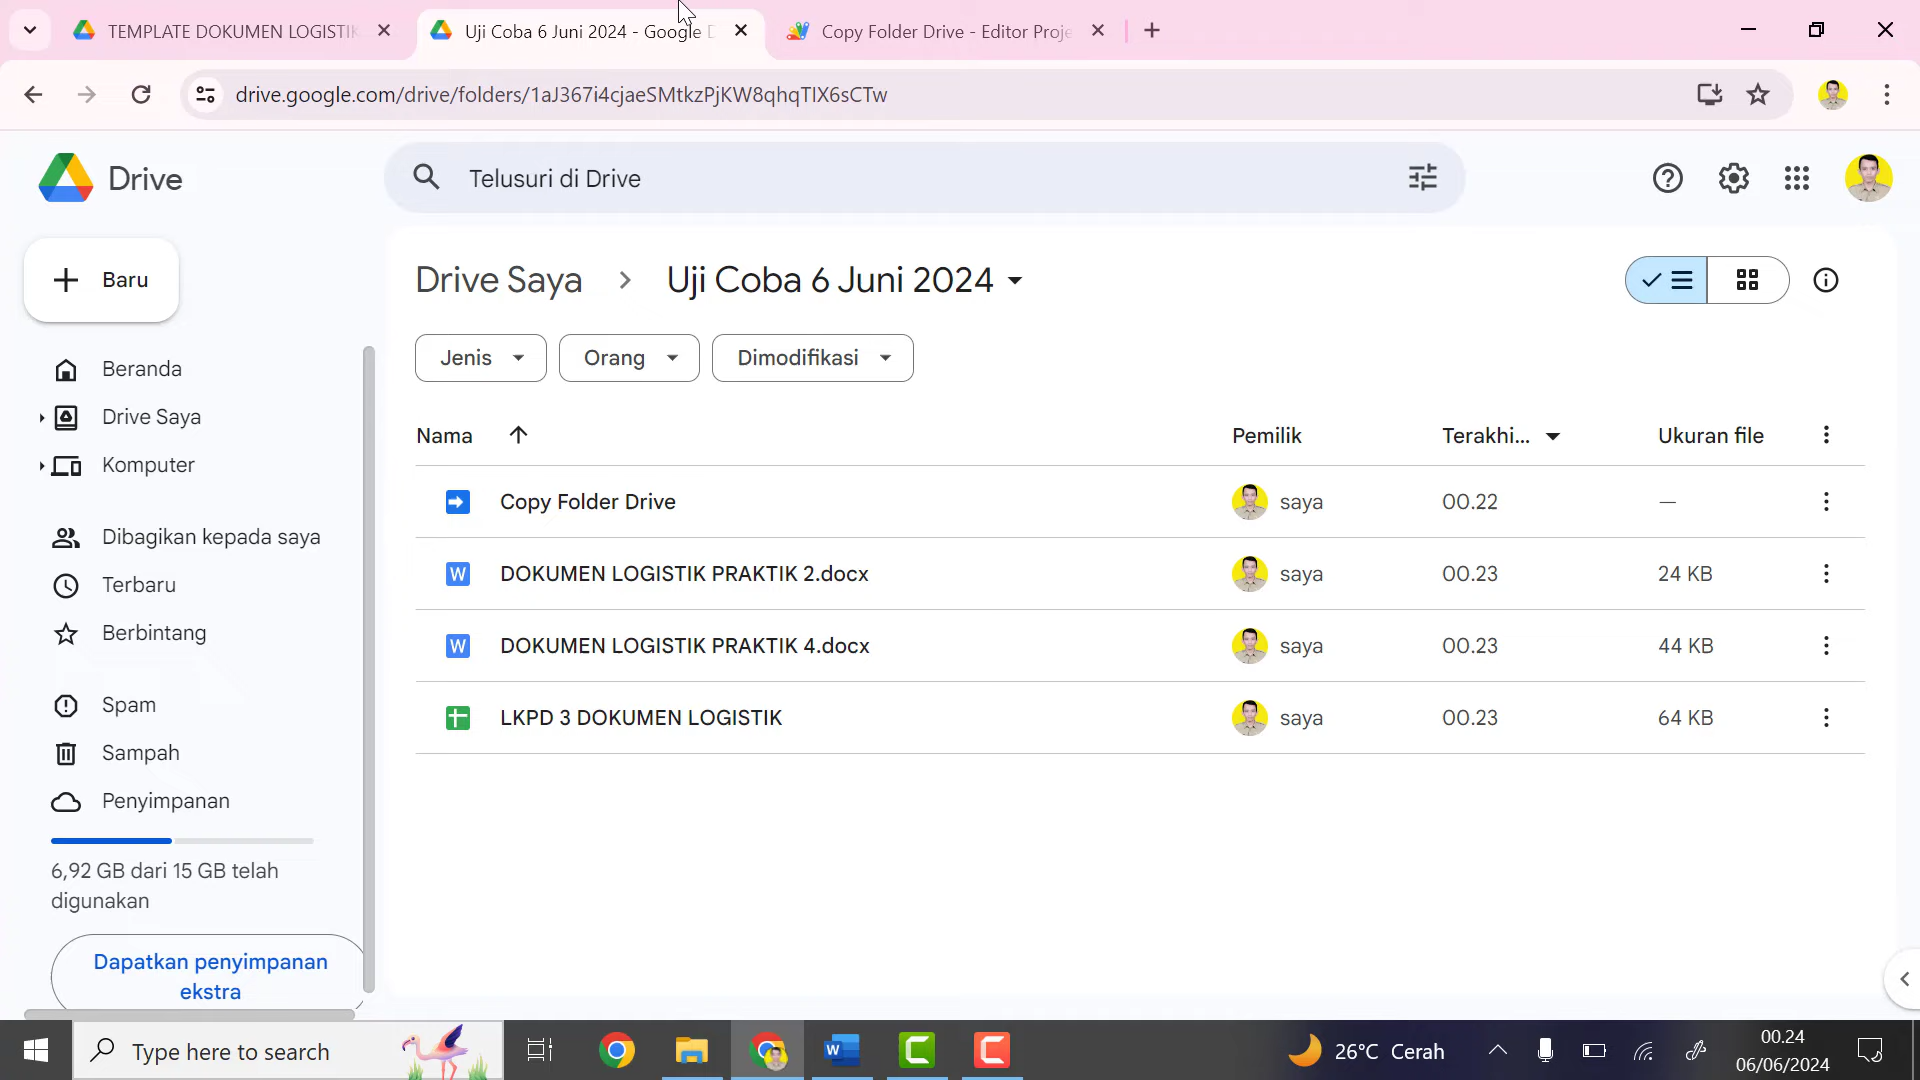 TEMPLATE DOKUMEN LOGISTIK
Uji Coba 6 Juni 2024 - Google D
Copy Folder Drive - Editor Proje
drive.google.com/drive/folders/1aJ367i4cjaeSMtkzPjKW8qhqTIX6sCTw
Drive
Telusuri di Drive
Baru
Drive Saya
Uji Coba 6 Juni 2024
Jenis
Orang
Dimodifikasi
Beranda
Drive Saya
Komputer
Dibagikan kepada saya
Terbaru
Berbintang
Spam
Sampah
Penyimpanan
6,92 GB dari 15 GB telah
digunakan
Dapatkan penyimpanan
ekstra
Nama Pemilik Terakhi... Ukuran file
Copy Folder Drive saya 00.22 —
W DOKUMEN LOGISTIK PRAKTIK 2.docx saya 00.23 24 KB
W DOKUMEN LOGISTIK PRAKTIK 4.docx saya 00.23 44 KB
LKPD 3 DOKUMEN LOGISTIK saya 00.23 64 KB
Type here to search
26°C Cerah
00.24
06/06/2024